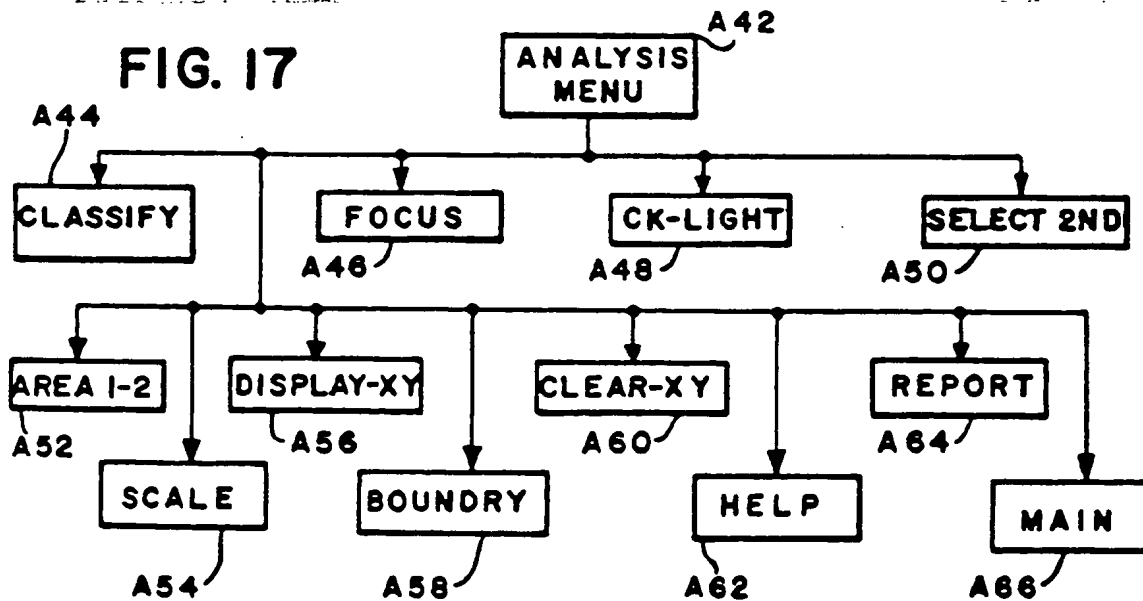 FIG. 17
A42
ANALYSIS
MENU
A44
CLASSIFY
FOCUS
CK-LIGHT
SELECT 2ND
A46
A48
A50
AREA 1-2
DISPLAY-XY
CLEAR-XY
REPORT
A52
A56
A60
A64
SCALE
BOUNDRY
HELP
MAIN
A54
A58
A62
A66